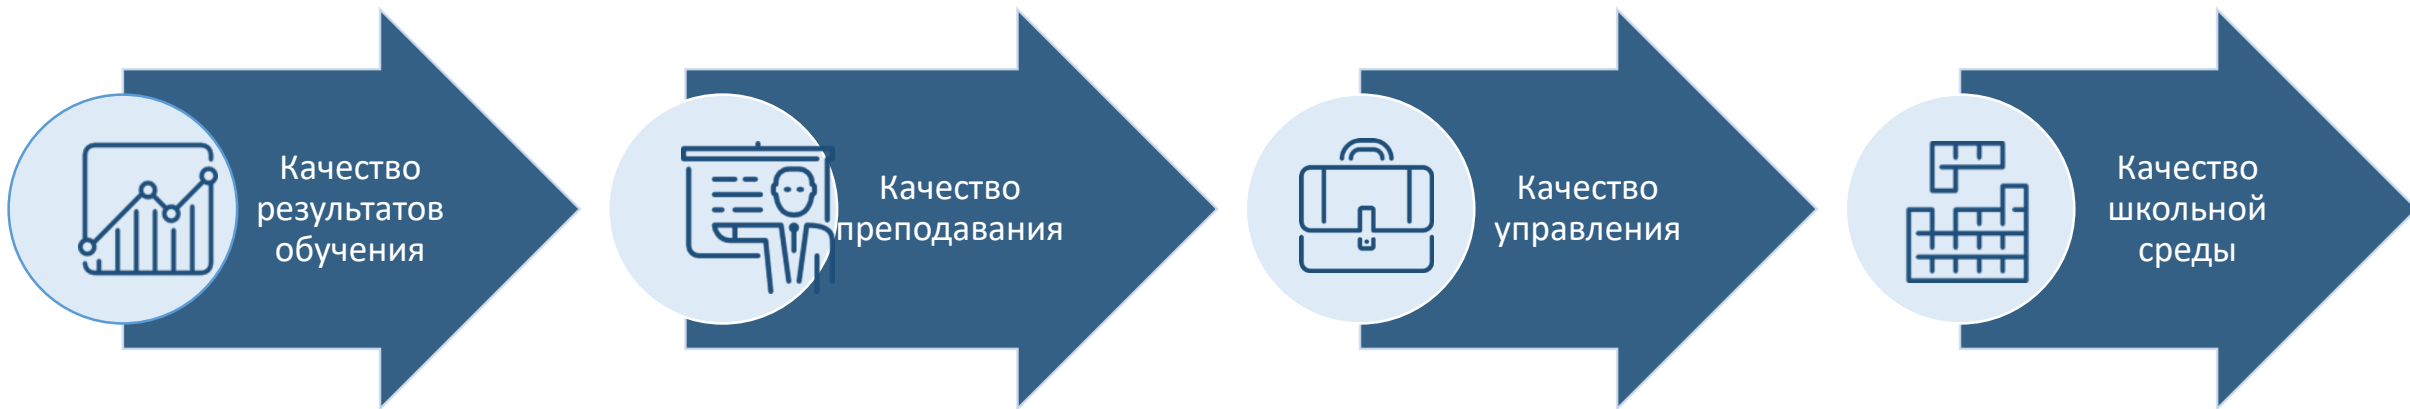 Качество
результатов
обучения
Качество
преподавания
Качество
управления
Качество
школьной
среды